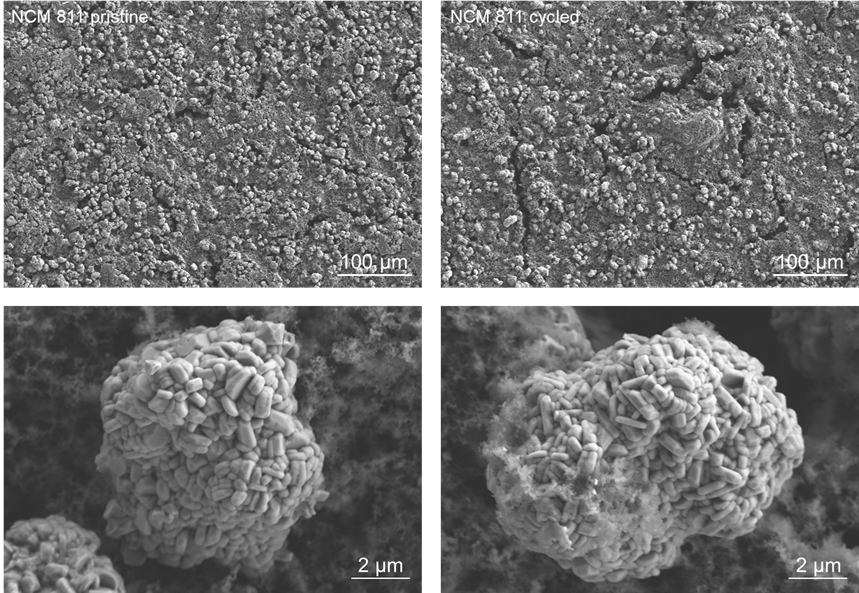 NCM 811 pristine
NCM 811 cycled
100 µm
100 µm
2 µm
2 µm